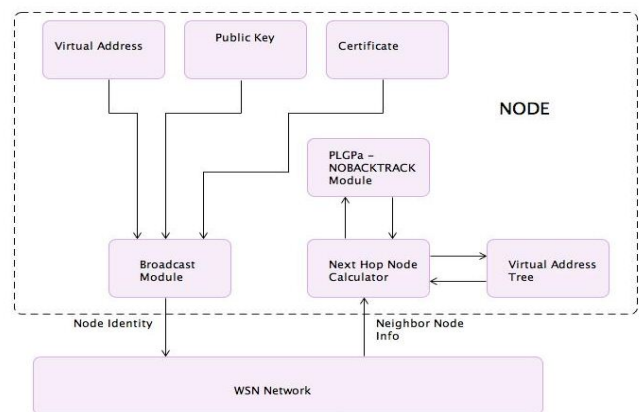 Virtual Address
Public Key
Certificate
NODE
PLGPa –
NOBACKTRACK
Module
Broadcast
Module
Next Hop Node
Calculator
Virtual Address
Tree
Node Identity
Neighbor Node
Info
WSN Network